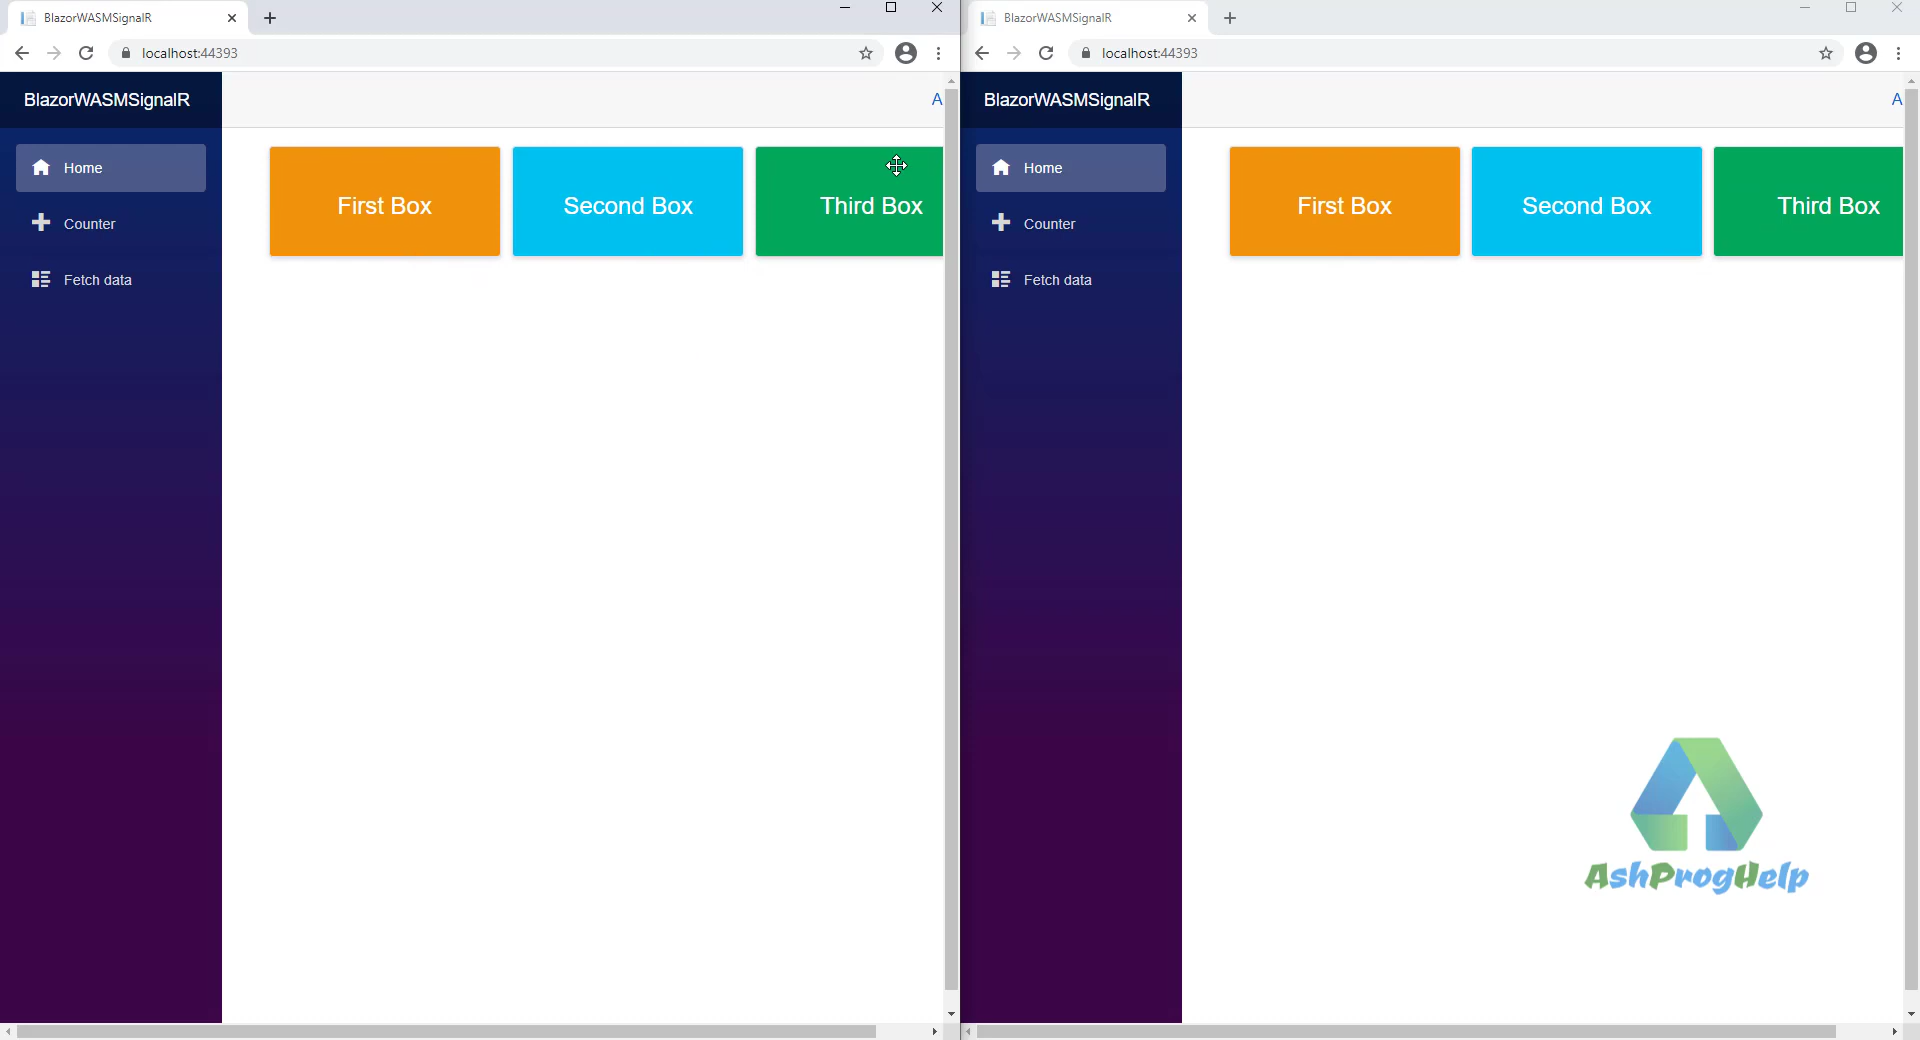 BlazorWASMSignalR
localhost:44393
BlazorWASMSignalR
A
Home
Counter
Fetch data
First Box
Second Box
Third Box
BlazorWASMSignalR
localhost:44393
BlazorWASMSignalR
A
Home
Counter
Fetch data
First Box
Second Box
Third Box
AshProgHelp